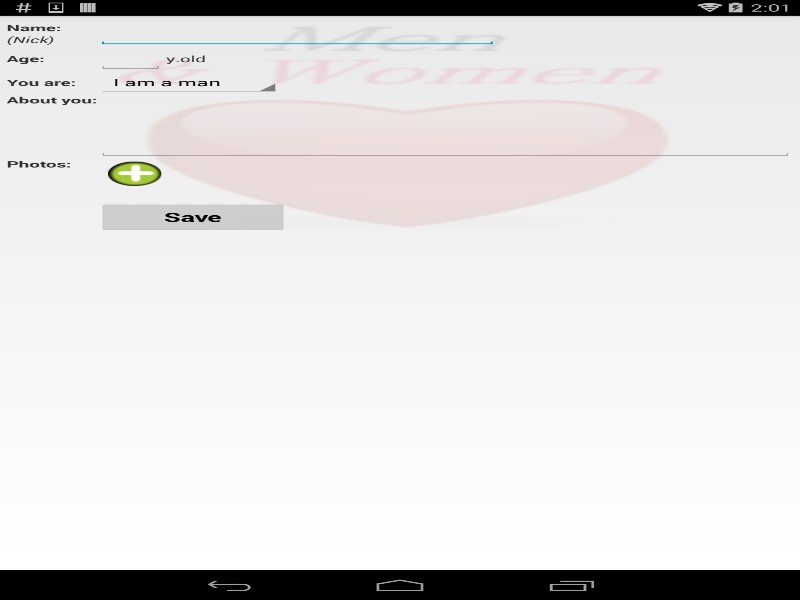 2:01
Men
& Women
Name:
(Nick)
Age: y.old
You are: I am a man
About you:
Photos:
Save